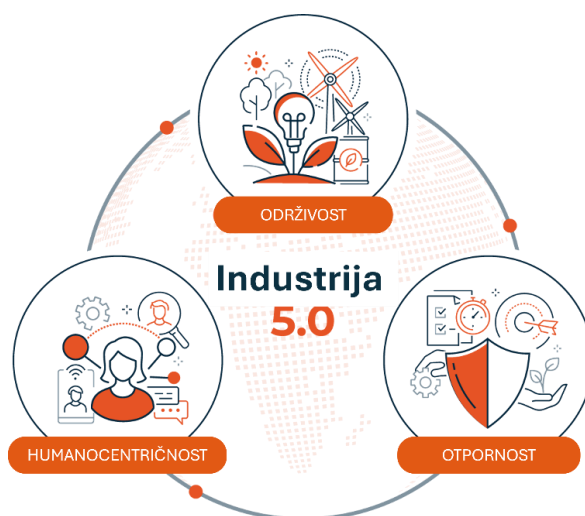 ODRŽIVOST
Industrija
5.0
HUMANOCENTRIČNOST
OTPORNOST